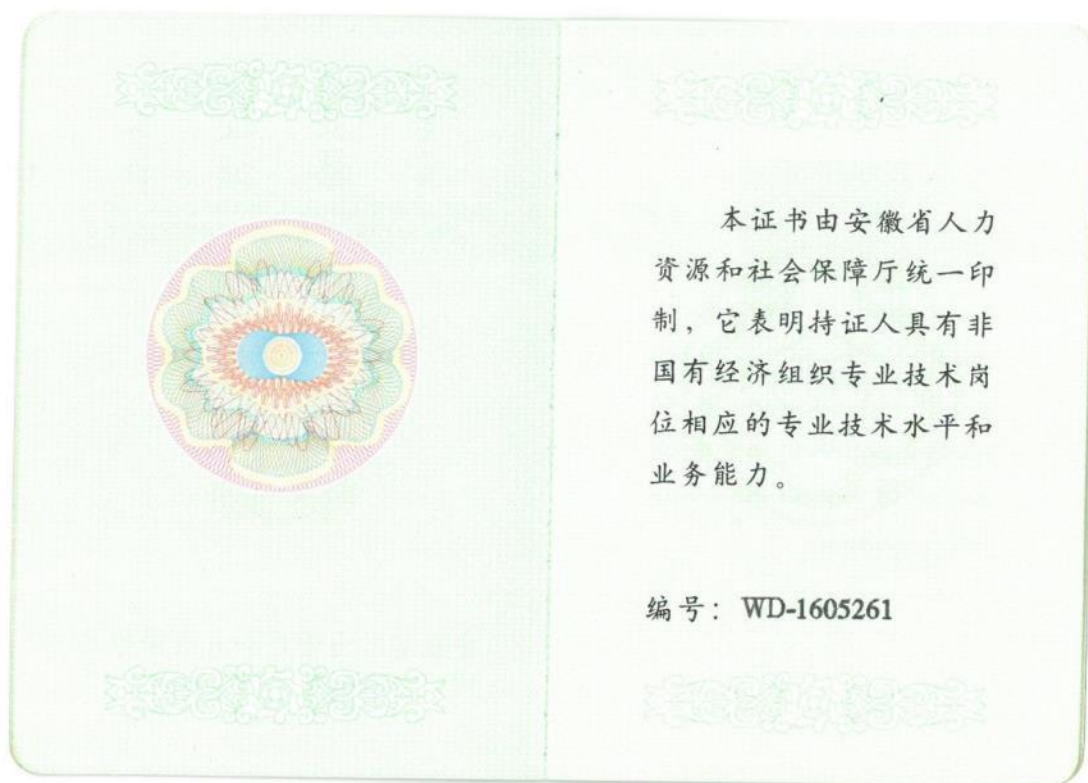 本证书由安徽省人力
资源和社会保障厅统一印
制，它表明持证人具有非
国有经济组织专业技术岗
位相应的专业技术水平和
业务能力。
编号：WD-1605261